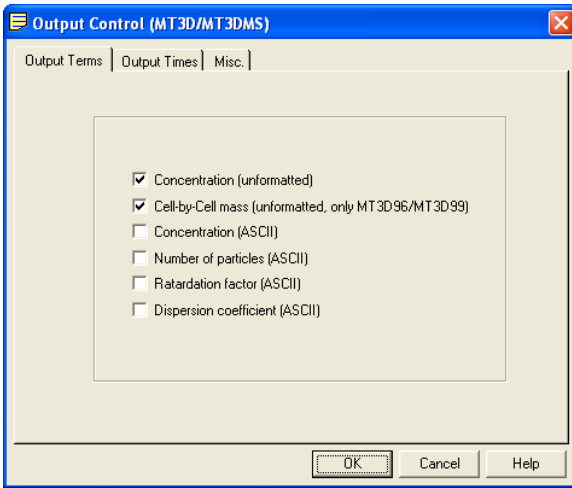 Output Control (MT3D/MT3DMS)
Output Terms Output Times Misc.
Concentration (unformatted)
Cell-by-Cell mass (unformatted, only MT3D96/MT3D99)
Concentration (ASCII)
Number of particles (ASCII)
Ratardation factor (ASCII)
Dispersion coefficient (ASCII)
OK Cancel Help